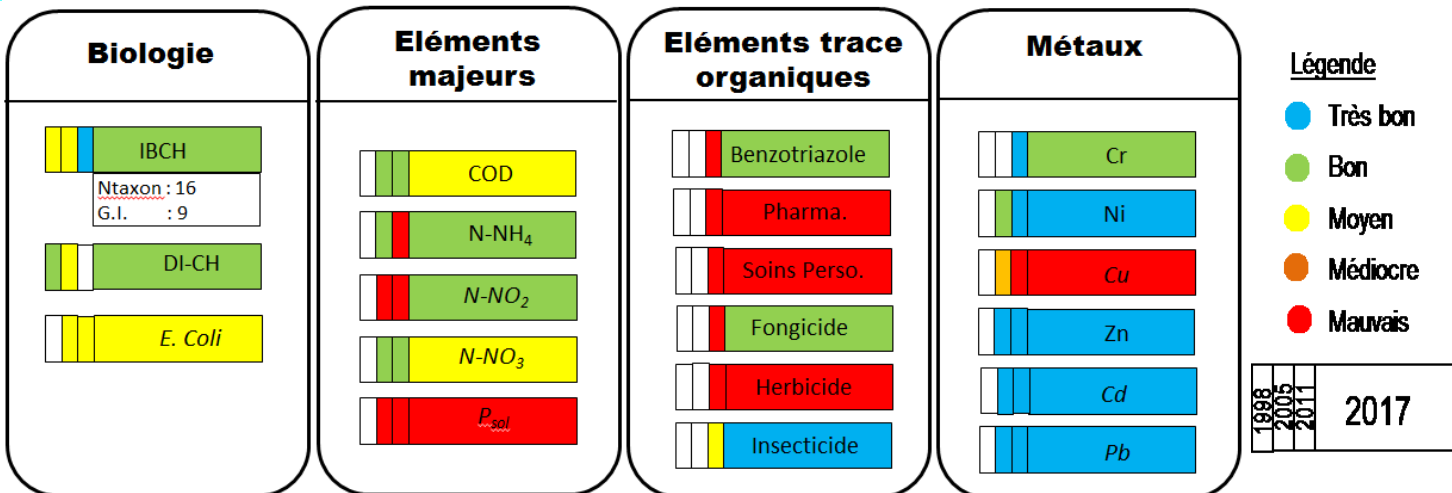 Biologie
IBCH
Ntaxon : 16
G.I. : 9
DI-CH
E. Coli
Eléments
majeurs
COD
N-NH₄
N-NO₂
N-NO₃
Pₛₒₗ
Eléments trace
organiques
Benzotriazole
Pharma.
Soins Perso.
Fongicide
Herbicide
Insecticide
Métaux
Cr
Ni
Cu
Zn
Cd
Pb
Légende
Très bon
Bon
Moyen
Médiocre
Mauvais
1998
2005
2011
2017